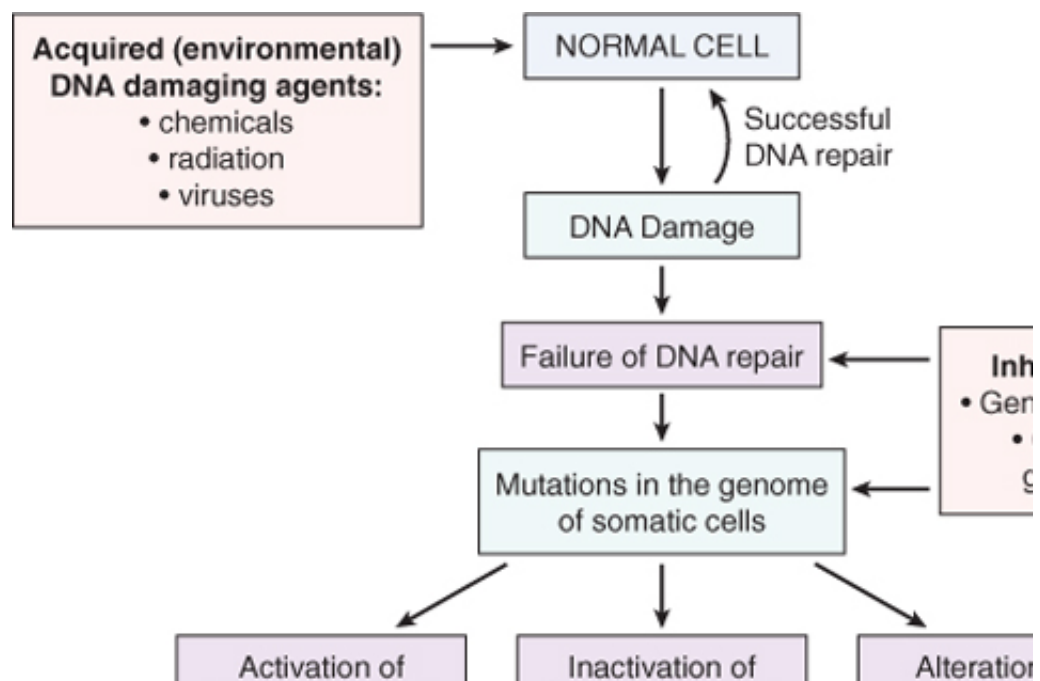 Acquired (environmental)
DNA damaging agents:
• chemicals
• radiation
• viruses
NORMAL CELL
Successful
DNA repair
DNA Damage
Failure of DNA repair
Mutations in the genome
of somatic cells
Activation of
Inactivation of